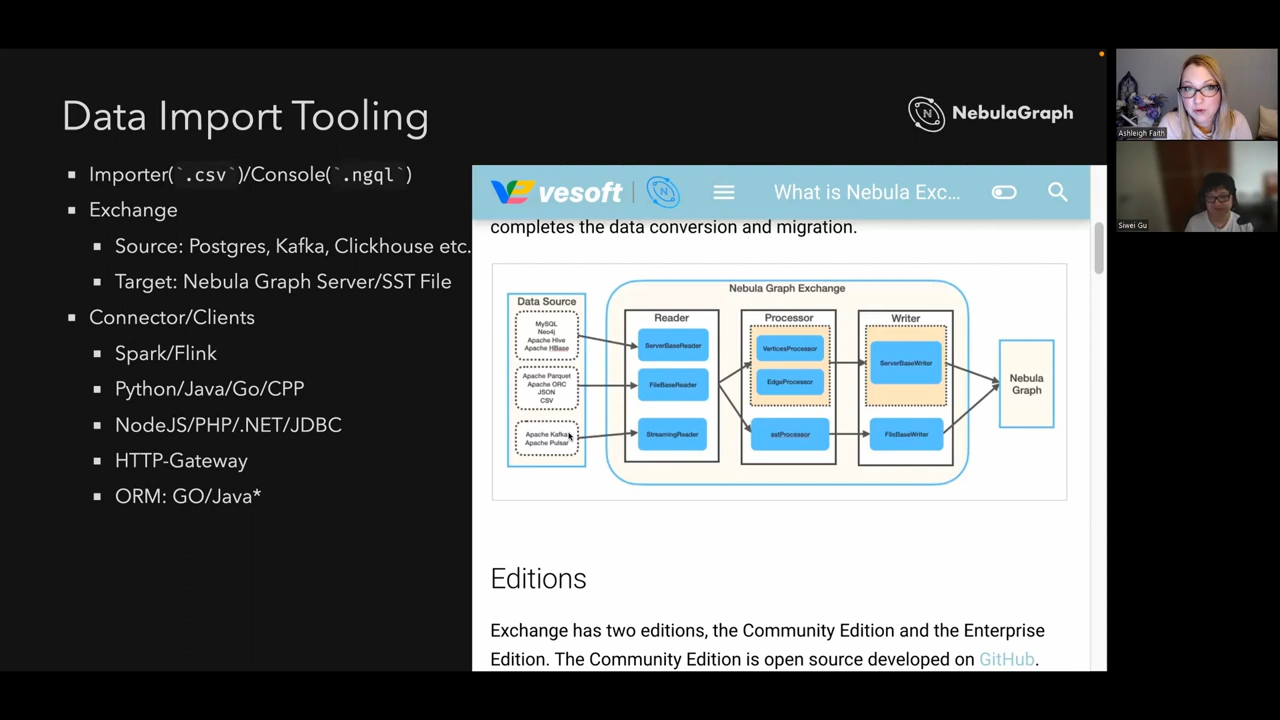 Data Import Tooling
NebulaGraph
Importer(`.csv`)/Console(`.ngql`)
Exchange
Source: Postgres, Kafka, Clickhouse etc.
Target: Nebula Graph Server/SST File
Connector/Clients
Spark/Flink
Python/Java/Go/CPP
NodeJS/PHP/.NET/JDBC
HTTP-Gateway
ORM: GO/Java*
vesoft
What is Nebula Exc...
completes the data conversion and migration.
Nebula Graph Exchange
Data Source
MySQL
Neo4j
Apache Hive
Apache HBase
Apache Parquet
Apache ORC
JSON
CSV
Apache Kafka
Apache Pulsar
Reader
ServerBaseReader
FileBaseReader
StreamingReader
Processor
VerticesProcessor
EdgeProcessor
sstProcessor
Writer
ServerBaseWriter
FileBaseWriter
Nebula
Graph
Editions
Exchange has two editions, the Community Edition and the Enterprise
Edition. The Community Edition is open source developed on GitHub.
Ashleigh Faith
Siwei Gu